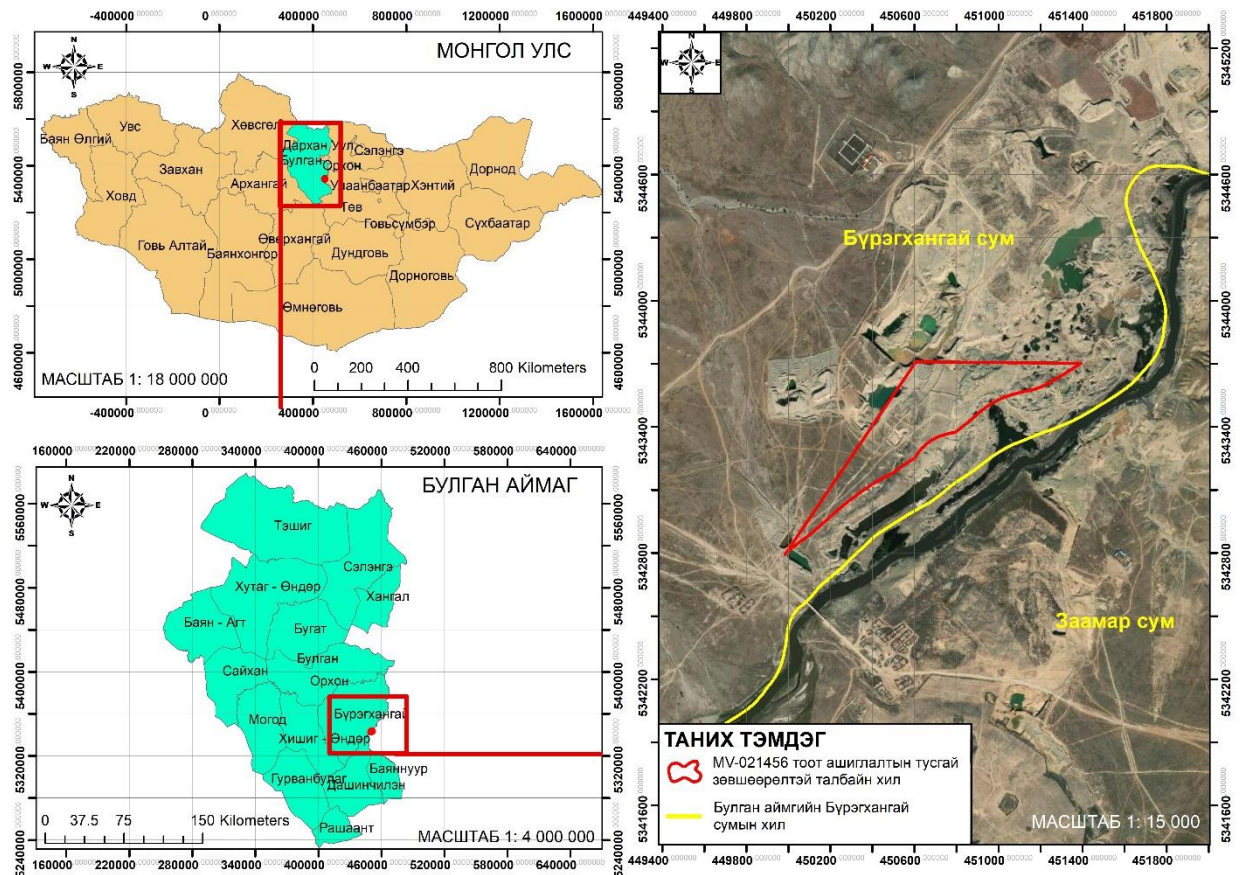 МОНГОЛ УЛС
N
W E
S
-400000 0 400000 800000 1200000 1600000
5800000
5400000
5000000
4600000
Баян Өлгий
Увс
Хөвсгөл
Дархан Уул
Сэлэнгэ
Булган
Орхон
Завхан
Архангай
Улаанбаатар
Хэнтий
Дорнод
Ховд
Төв
Говьсүмбэр
Сүхбаатар
Говь Алтай
Баянхонгор
Өверхангай
Дундговь
Дорноговь
Өмнөговь
0 200 400 800 Kilometers
МАСШТАБ 1: 18 000 000
-400000 0 400000 800000 1200000 1600000
160000 220000 280000 340000 400000 460000 520000 580000 640000
БУЛГАН АЙМАГ
N
W E
S
5560000
5480000
5400000
5320000
5240000
Тэшиг
Сэлэнгэ
Хутаг - Өндөр
Хангал
Баян - Агт
Бугат
Булган
Сайхан
Орхон
Бүрэгхангай
Могод
Хишиг - Өндөр
Гурванбулаг
Баяннуур
Дашинчилэн
Рашаант
0 37.5 75 150 Kilometers
МАСШТАБ 1: 4 000 000
160000 220000 280000 340000 400000 460000 520000 580000 640000
449400 449800 450200 450600 451000 451400 451800
N
W E
S
5345200
5344600
5344000
5343400
5342800
5342200
5341600
Бүрэгхангай сум
Заамар сум
ТАНИХ ТЭМДЭГ
MV-021456 тоот ашиглалтын тусгай
зөвшөөрөлтэй талбайн хил
Булган аймгийн Бүрэгхангай
сумын хил
МАСШТАБ 1: 15 000
449400 449800 450200 450600 451000 451400 451800